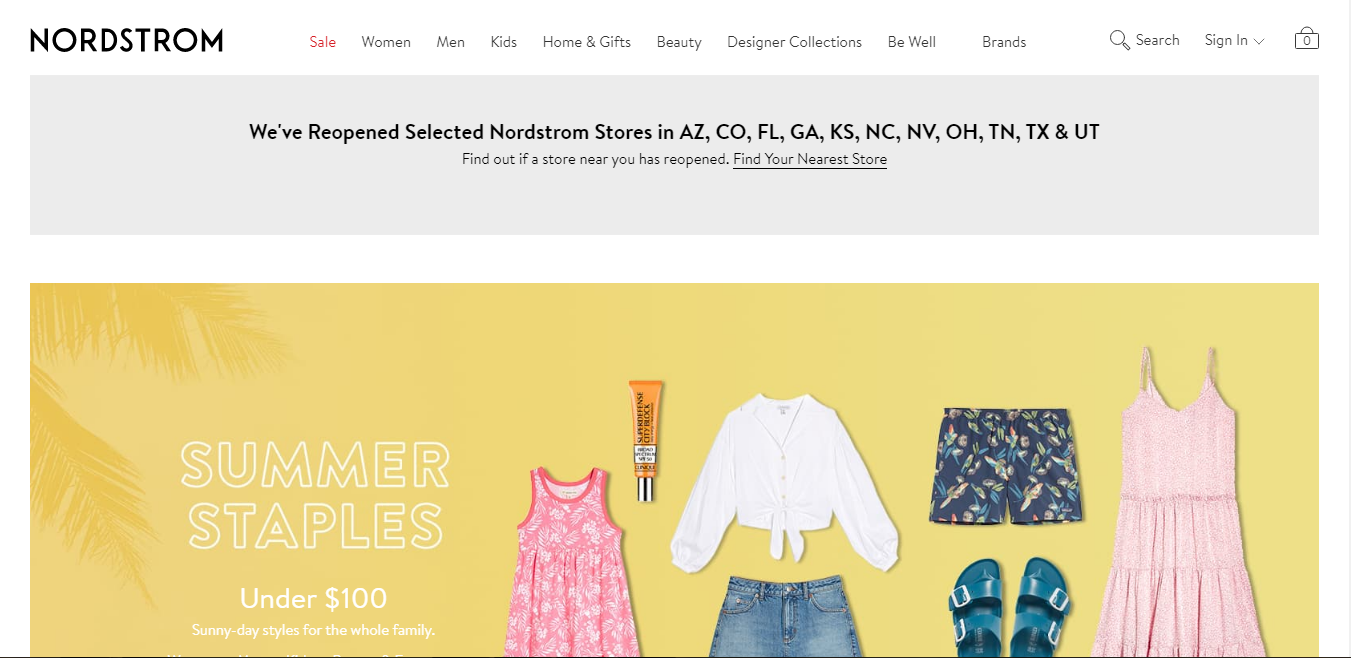 NORDSTROM
Sale Women Men Kids Home & Gifts Beauty Designer Collections Be Well Brands
Search Sign In 0
We've Reopened Selected Nordstrom Stores in AZ, CO, FL, GA, KS, NC, NV, OH, TN, TX & UT
Find out if a store near you has reopened. Find Your Nearest Store
SUMMER
STAPLES
Under $100
Sunny-day styles for the whole family.
SUPERDEFENSE
CITY BLOCK
BROAD
SPECTRUM
SPF 50
CLINIQUE